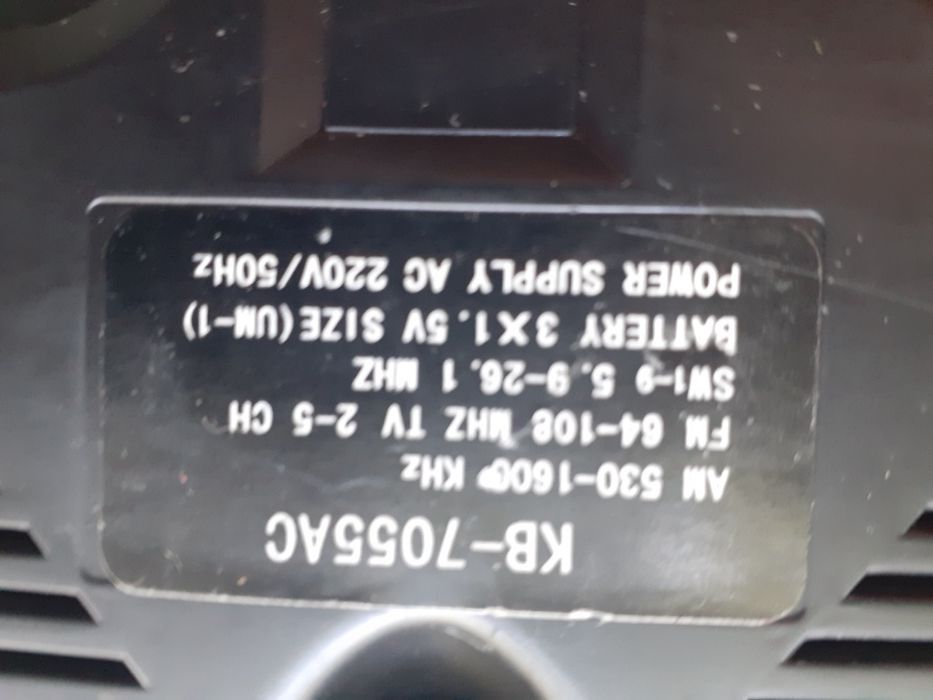 KB-7055AC
AM 530-1600 KHz
FM 64-108 MHZ TV 2-5 CH
SW1-9 5.9-26.1 MHZ
BATTERY 3X1.5V SIZE(UM-1)
POWER SUPPLY AC 220V/50Hz